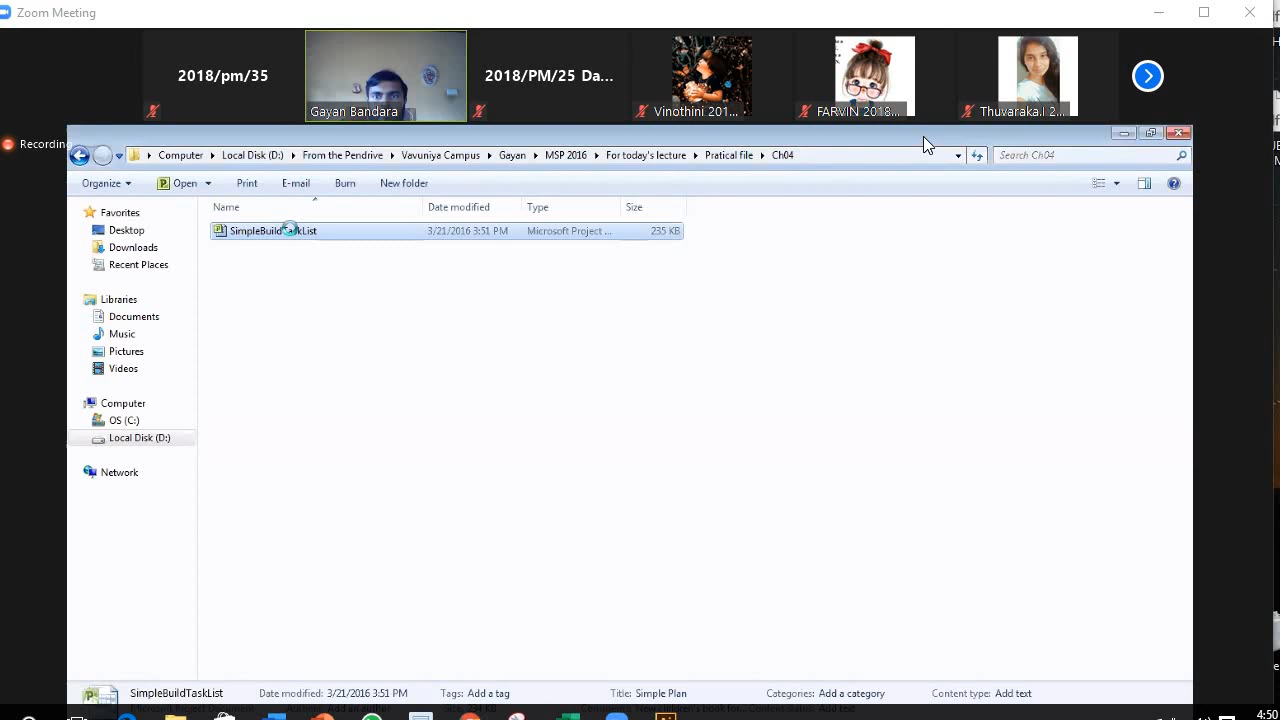 Zoom Meeting
2018/pm/35
2018/PM/25 Da...
Gayan Bandara
Vinothini 201...
FARVIN 2018...
Thuvaraka.I 2...
Recording
Computer Local Disk (D:) From the Pendrive Vavuniya Campus Gayan MSP 2016 For today's lecture Pratical file Ch04
Search Ch04
Organize Open Print E-mail Burn New folder
Name Date modified Type Size
SimpleBuildTaskList 3/21/2016 3:51 PM Microsoft Project ... 235 KB
Favorites
Desktop
Downloads
Recent Places
Libraries
Documents
Music
Pictures
Videos
Computer
OS (C:)
Local Disk (D:)
Network
SimpleBuildTaskList Date modified: 3/21/2016 3:51 PM Tags: Add a tag Title: Simple Plan Categories: Add a category Content type: Add text
4:50